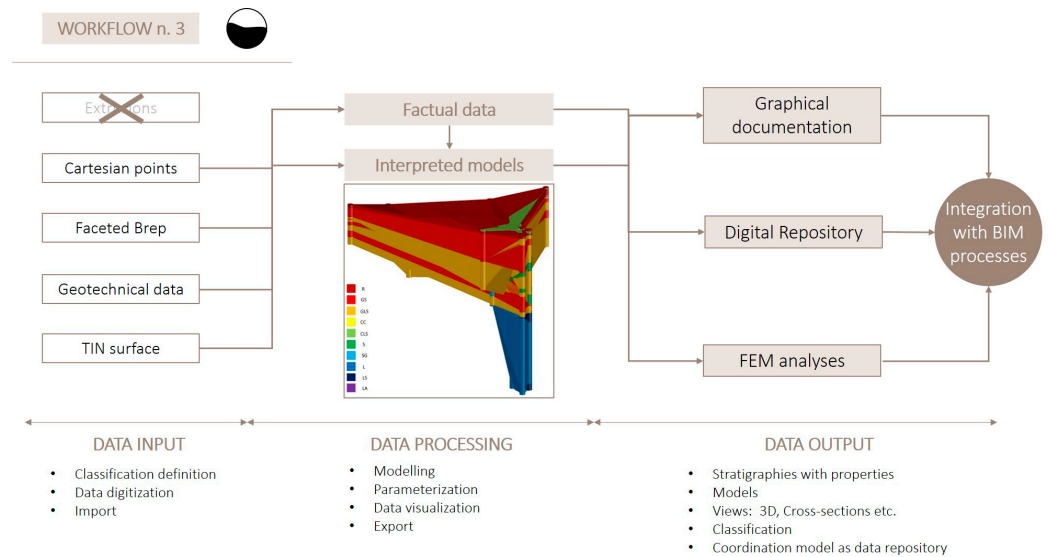 WORKFLOW n. 3
Extrusions
Cartesian points
Faceted Brep
Geotechnical data
TIN surface
Factual data
Interpreted models
R
GS
GLS
CC
CLS
S
SG
L
LS
LA
Graphical
documentation
Digital Repository
FEM analyses
Integration
with BIM
processes
DATA INPUT
• Classification definition
• Data digitization
• Import
DATA PROCESSING
• Modelling
• Parameterization
• Data visualization
• Export
DATA OUTPUT
• Stratigraphies with properties
• Models
• Views: 3D, Cross-sections etc.
• Classification
• Coordination model as data repository